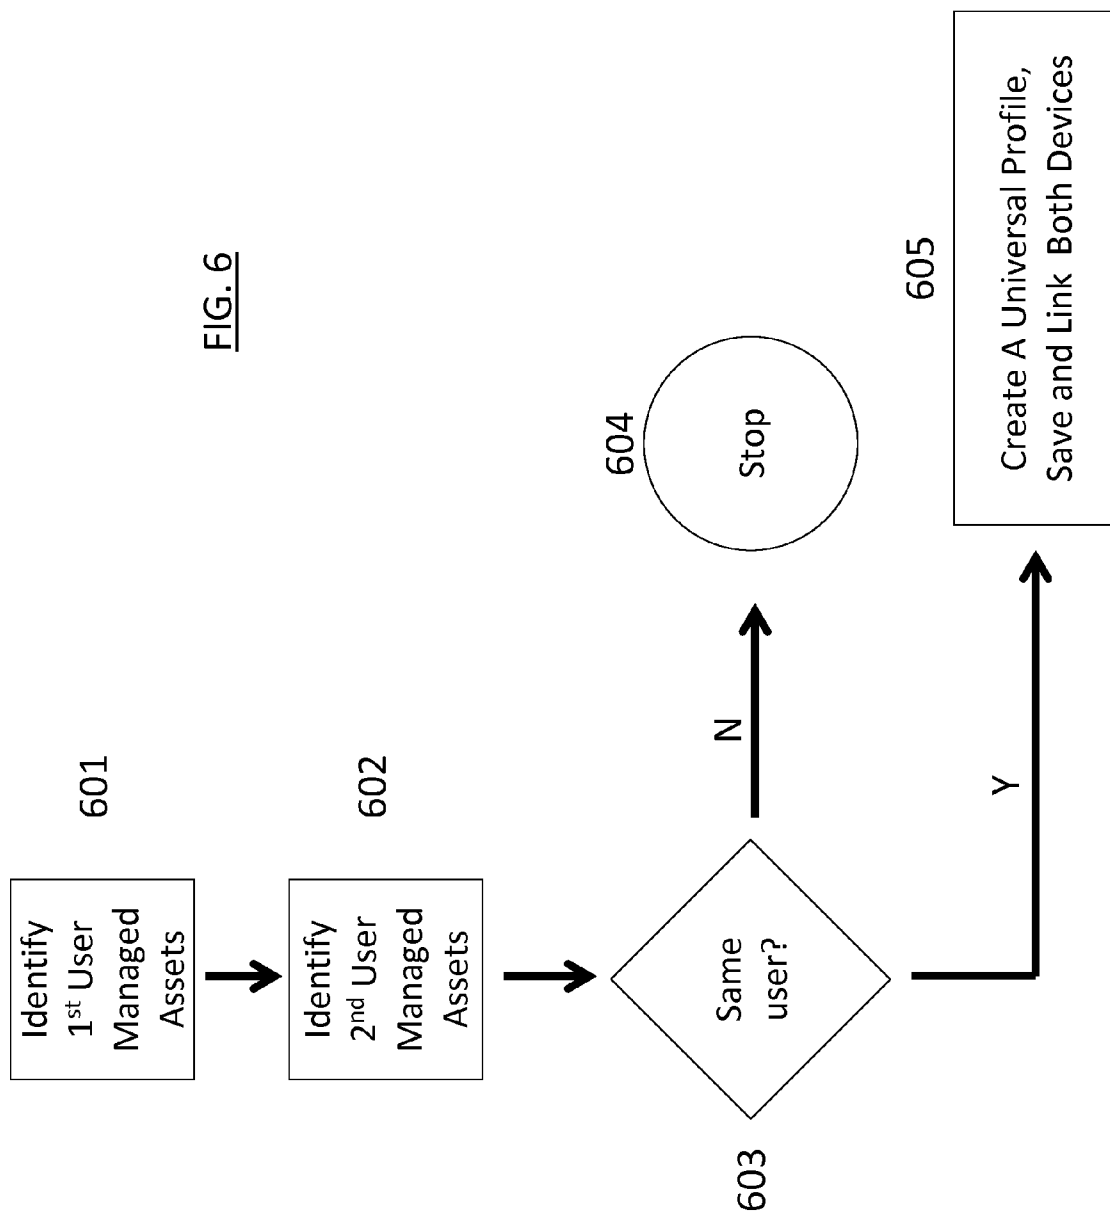 FIG. 6
601
Identify
1st User
Managed
Assets
602
Identify
2nd User
Managed
Assets
603
Same
user?
N
604
Stop
Y
605
Create A Universal Profile,
Save and Link Both Devices